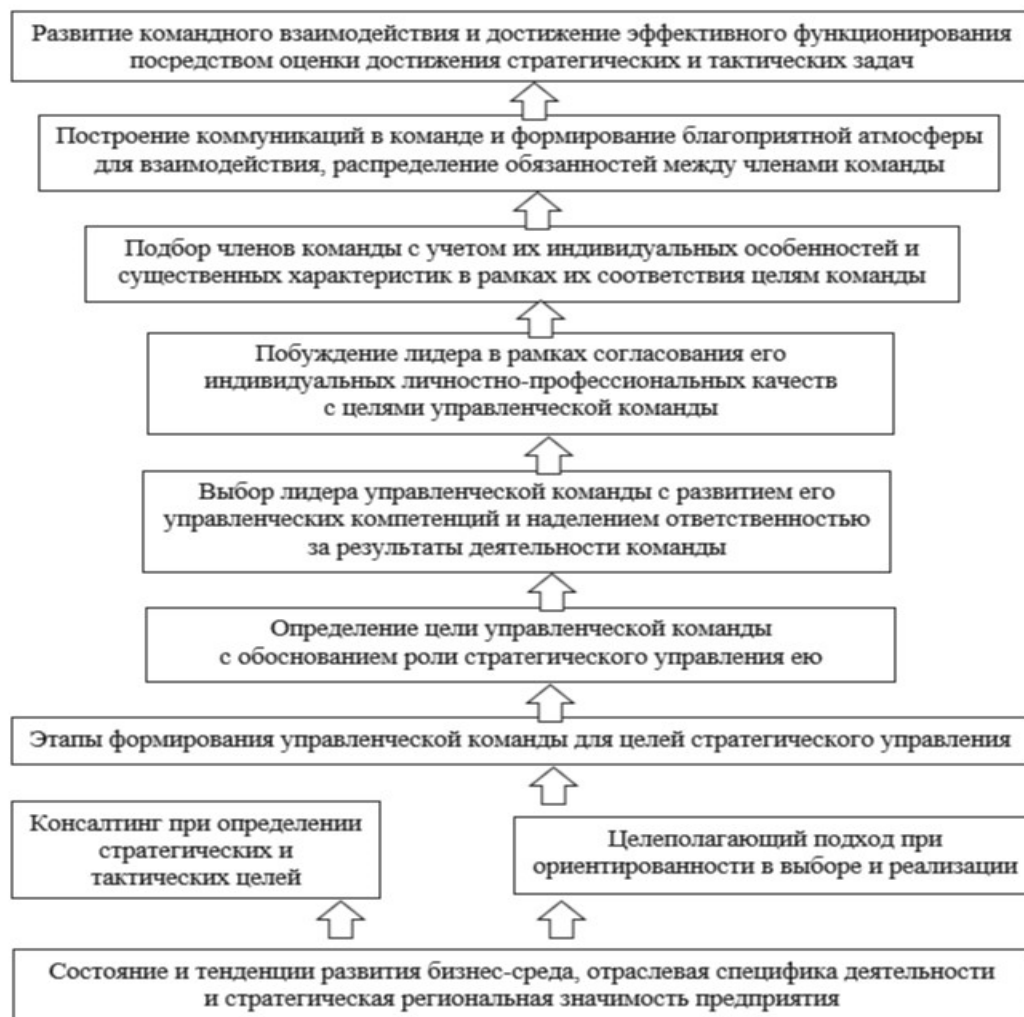 Развитие командного взаимодействия и достижение эффективного функционирования
посредством оценки достижения стратегических и тактических задач
Построение коммуникаций в команде и формирование благоприятной атмосферы
для взаимодействия, распределение обязанностей между членами команды
Подбор членов команды с учетом их индивидуальных особенностей и
существенных характеристик в рамках их соответствия целям команды
Побуждение лидера в рамках согласования его
индивидуальных личностно-профессиональных качеств
с целями управленческой команды
Выбор лидера управленческой команды с развитием его
управленческих компетенций и наделением ответственностью
за результаты деятельности команды
Определение цели управленческой команды
с обоснованием роли стратегического управления ею
Этапы формирования управленческой команды для целей стратегического управления
Консалтинг при определении
стратегических и
тактических целей
Целеполагающий подход при
ориентированности в выборе и реализации
Состояние и тенденции развития бизнес-среда, отраслевая специфика деятельности
и стратегическая региональная значимость предприятия